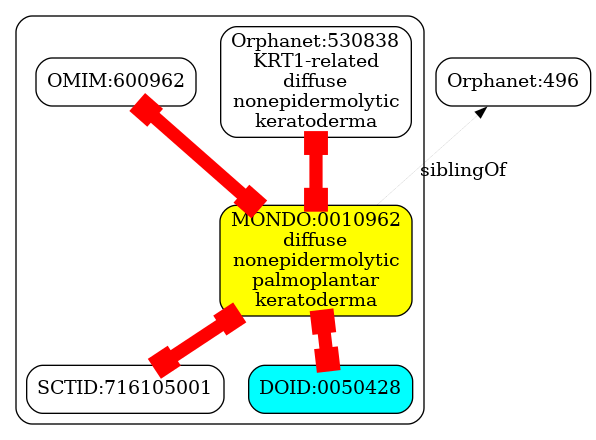 OMIM:600962
Orphanet:530838
KRT1-related
diffuse
nonepidermolytic
keratoderma
Orphanet:496
siblingOf
MONDO:0010962
diffuse
nonepidermolytic
palmoplantar
keratoderma
SCTID:716105001
DOID:0050428